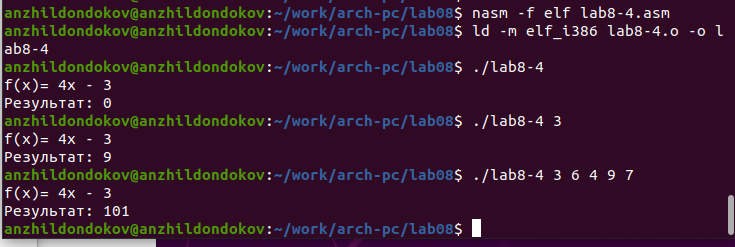 anzhildondokov@anzhildondokov:~/work/arch-pc/lab08$ nasm -f elf lab8-4.asm
anzhildondokov@anzhildondokov:~/work/arch-pc/lab08$ ld -m elf_i386 lab8-4.o -o l
ab8-4
anzhildondokov@anzhildondokov:~/work/arch-pc/lab08$ ./lab8-4
f(x)= 4x - 3
Результат: 0
anzhildondokov@anzhildondokov:~/work/arch-pc/lab08$ ./lab8-4 3
f(x)= 4x - 3
Результат: 9
anzhildondokov@anzhildondokov:~/work/arch-pc/lab08$ ./lab8-4 3 6 4 9 7
f(x)= 4x - 3
Результат: 101
anzhildondokov@anzhildondokov:~/work/arch-pc/lab08$